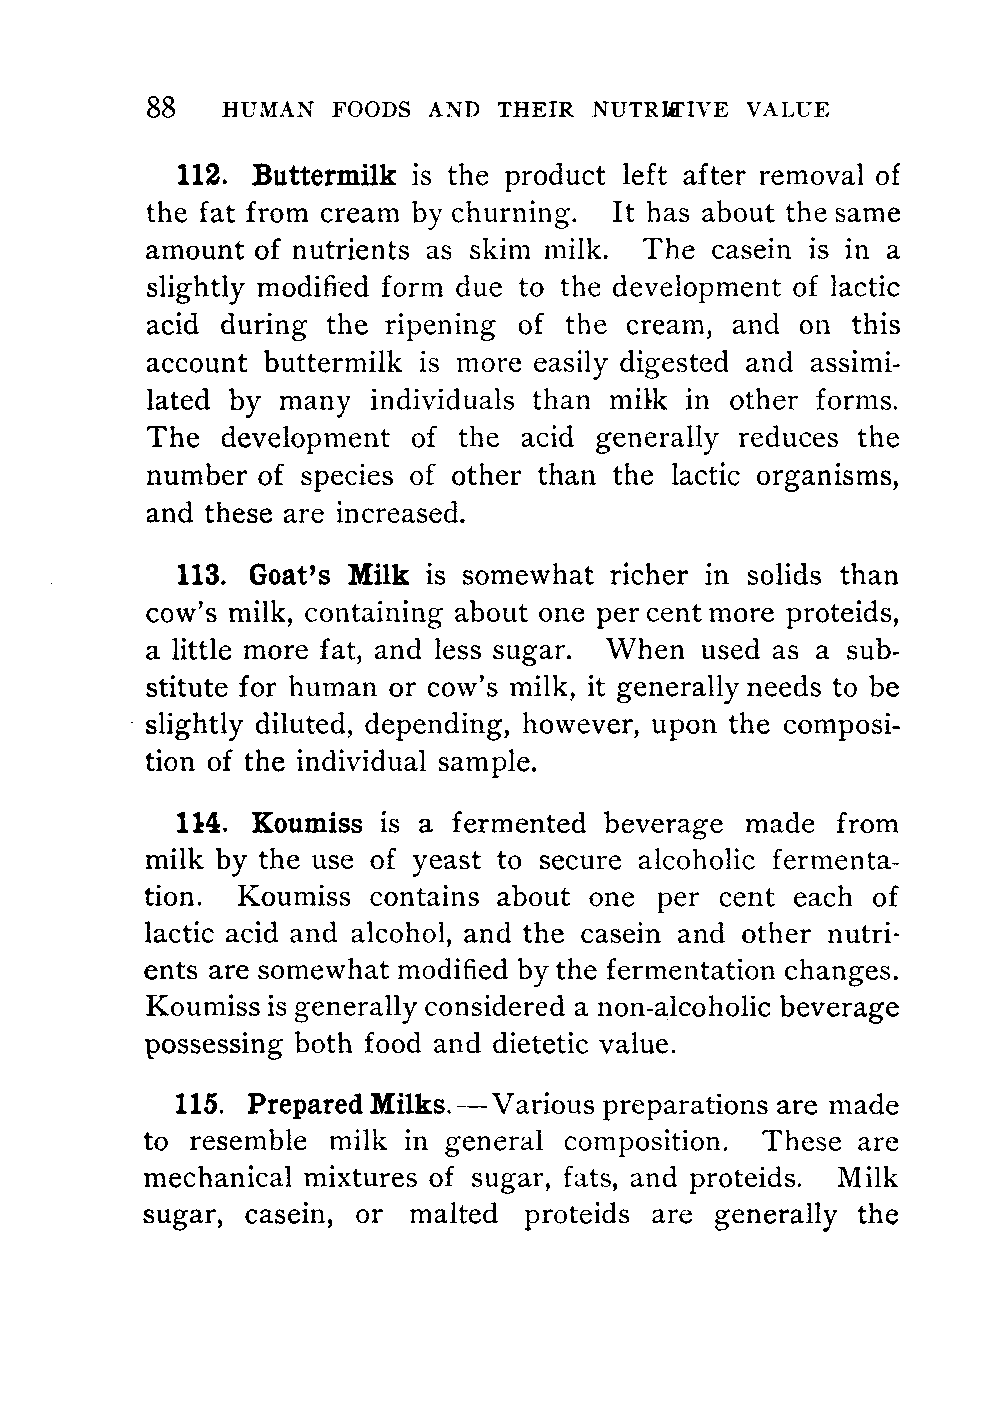 88 HUMAN FOODS AND THEIR NUTRITIVE VALUE
112. Buttermilk is the product left after removal of
the fat from cream by churning. It has about the same
amount of nutrients as skim milk. The casein is in a
slightly modified form due to the development of lactic
acid during the ripening of the cream, and on this
account buttermilk is more easily digested and assimi-
lated by many individuals than milk in other forms.
The development of the acid generally reduces the
number of species of other than the lactic organisms,
and these are increased.
113. Goat's Milk is somewhat richer in solids than
cow's milk, containing about one per cent more proteids,
a little more fat, and less sugar. When used as a sub-
stitute for human or cow's milk, it generally needs to be
slightly diluted, depending, however, upon the composi-
tion of the individual sample.
114. Koumiss is a fermented beverage made from
milk by the use of yeast to secure alcoholic fermenta-
tion. Koumiss contains about one per cent each of
lactic acid and alcohol, and the casein and other nutri-
ents are somewhat modified by the fermentation changes.
Koumiss is generally considered a non-alcoholic beverage
possessing both food and dietetic value.
115. Prepared Milks.—Various preparations are made
to resemble milk in general composition. These are
mechanical mixtures of sugar, fats, and proteids. Milk
sugar, casein, or malted proteids are generally the